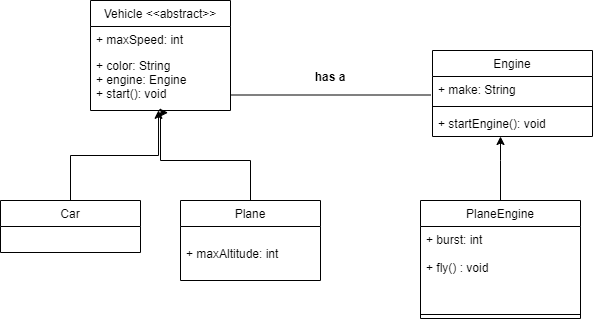 Vehicle <<abstract>>
+ maxSpeed: int
+ color: String
+ engine: Engine
+ start(): void
has a
Engine
+ make: String
+ startEngine(): void
Car
Plane
+ maxAltitude: int
PlaneEngine
+ burst: int
+ fly() : void